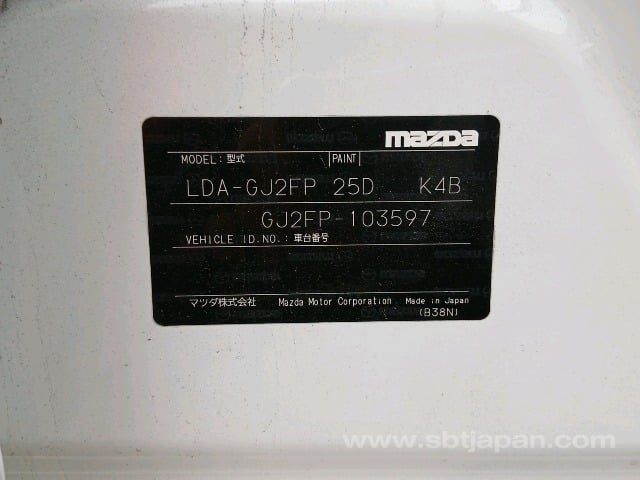 mazda
MODEL: 型式 PAINT
LDA-GJ2FP 25D K4B
GJ2FP-103597
VEHICLE ID.NO.: 車台番号
マツダ株式会社 Mazda Motor Corporation Made in Japan
(B38N)
www.sbtjapan.com